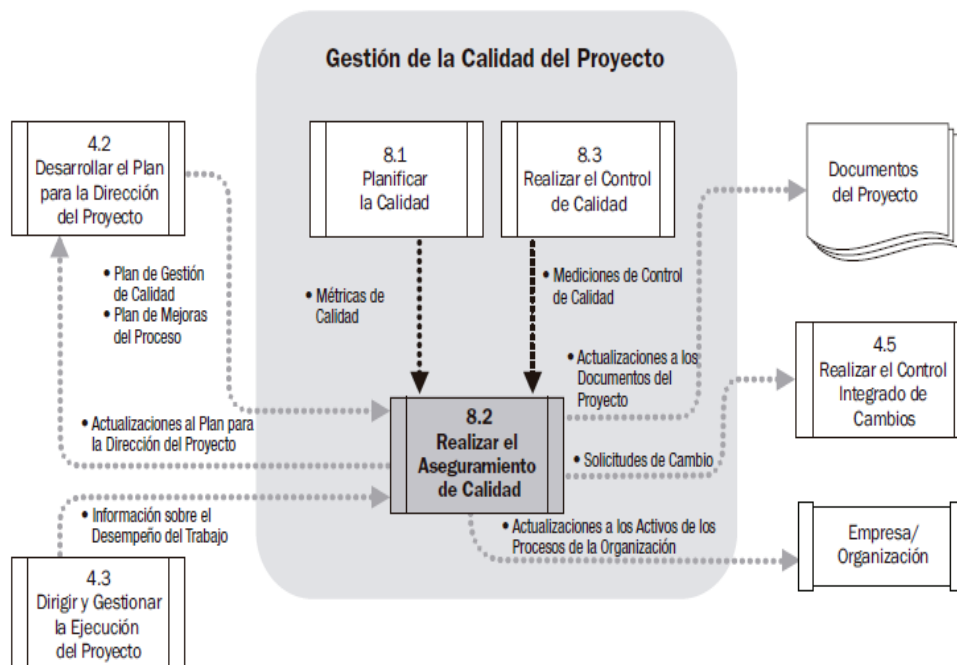 Gestión de la Calidad del Proyecto
4.2
Desarrollar el Plan
para la Dirección
del Proyecto
8.1
Planificar
la Calidad
8.3
Realizar el Control
de Calidad
Documentos
del Proyecto
• Plan de Gestión
de Calidad
• Plan de Mejoras
del Proceso
• Métricas de
Calidad
• Mediciones de Control
de Calidad
• Actualizaciones a los
Documentos del
Proyecto
4.5
Realizar el Control
Integrado de
Cambios
• Actualizaciones al Plan para
la Dirección del Proyecto
8.2
Realizar el
Aseguramiento
de Calidad
• Solicitudes de Cambio
• Información sobre el
Desempeño del Trabajo
• Actualizaciones a los Activos de los
Procesos de la Organización
Empresa/
Organización
4.3
Dirigir y Gestionar
la Ejecución
del Proyecto